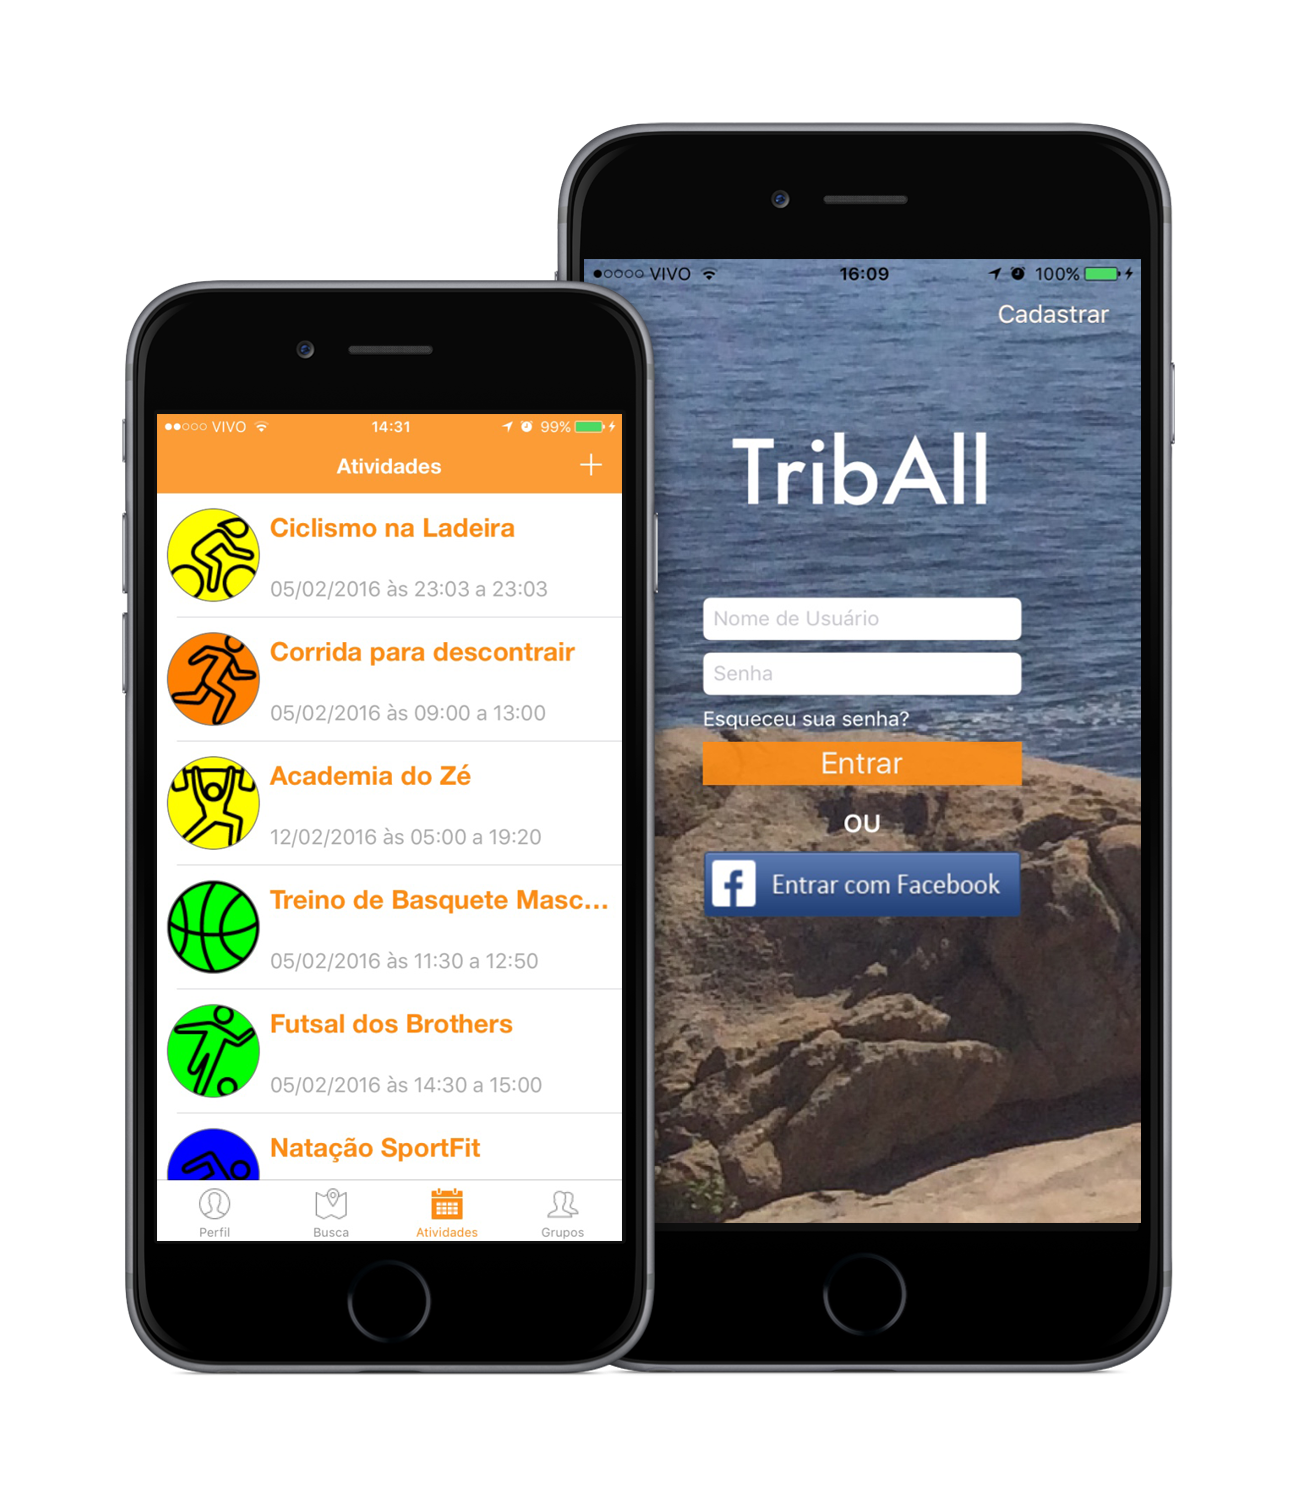 VIVO 14:31 99%
Atividades
Ciclismo na Ladeira
05/02/2016 às 23:03 a 23:03
Corrida para descontrair
05/02/2016 às 09:00 a 13:00
Academia do Zé
12/02/2016 às 05:00 a 19:20
Treino de Basquete Masc...
05/02/2016 às 11:30 a 12:50
Futsal dos Brothers
05/02/2016 às 14:30 a 15:00
Natação SportFit
Perfil Busca Atividades Grupos
VIVO 16:09 100%
Cadastrar
TribAll
Nome de Usuário
Senha
Esqueceu sua senha?
Entrar
OU
f Entrar com Facebook